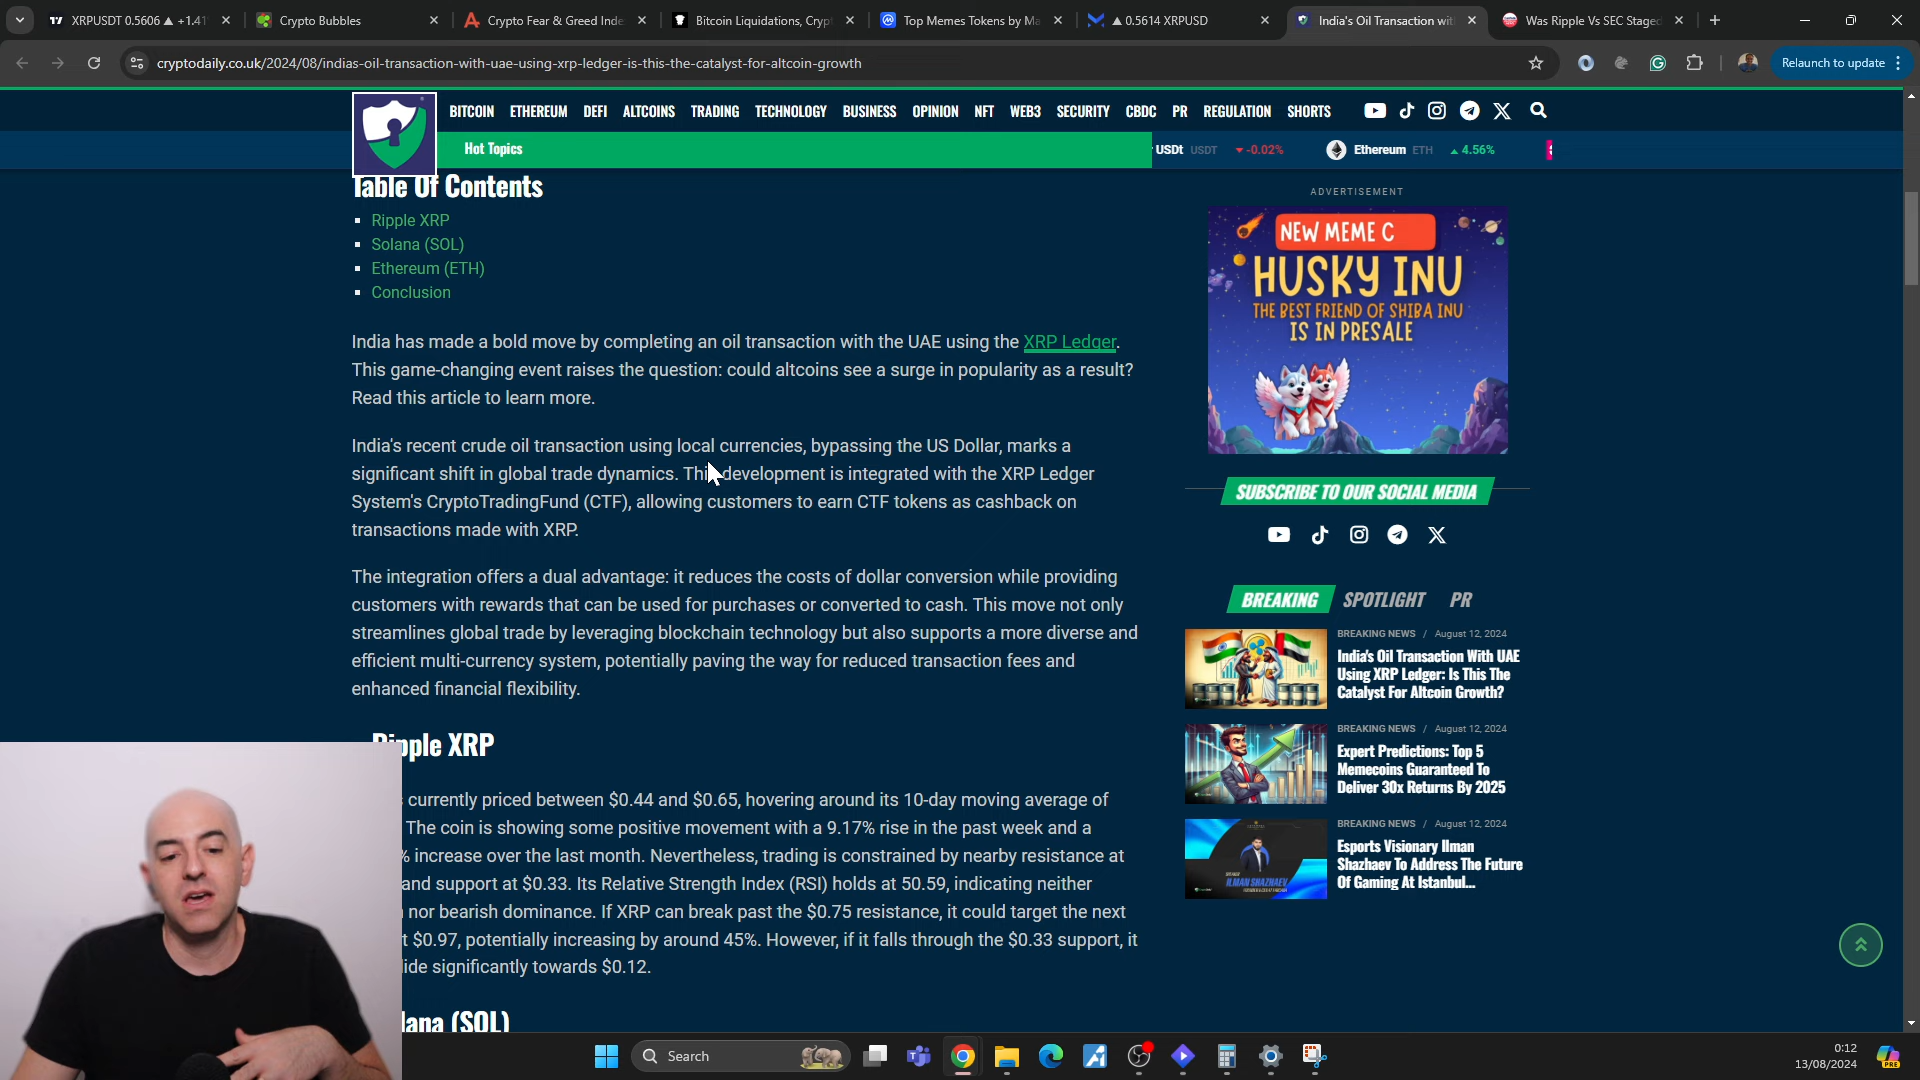 XRPUSDT 0.5606 ▲ +1.41
Crypto Bubbles
Crypto Fear & Greed Inde
Bitcoin Liquidations, Cryp
Top Memes Tokens by Ma
▲ 0.5614 XRPUSD
India's Oil Transaction wit
Was Ripple Vs SEC Staged
cryptodaily.co.uk/2024/08/indias-oil-transaction-with-uae-using-xrp-ledger-is-this-the-catalyst-for-altcoin-growth
Relaunch to update
BITCOIN ETHEREUM DEFI ALTCOINS TRADING TECHNOLOGY BUSINESS OPINION NFT WEB3 SECURITY CBDC PR REGULATION SHORTS
Hot Topics
USDt USDT ▼ -0.02%
Ethereum ETH ▲ 4.56%
Table Of Contents
Ripple XRP
Solana (SOL)
Ethereum (ETH)
Conclusion
India has made a bold move by completing an oil transaction with the UAE using the XRP Ledger.
This game-changing event raises the question: could altcoins see a surge in popularity as a result?
Read this article to learn more.
India's recent crude oil transaction using local currencies, bypassing the US Dollar, marks a
significant shift in global trade dynamics. This development is integrated with the XRP Ledger
System's CryptoTradingFund (CTF), allowing customers to earn CTF tokens as cashback on
transactions made with XRP.
The integration offers a dual advantage: it reduces the costs of dollar conversion while providing
customers with rewards that can be used for purchases or converted to cash. This move not only
streamlines global trade by leveraging blockchain technology but also supports a more diverse and
efficient multi-currency system, potentially paving the way for reduced transaction fees and
enhanced financial flexibility.
Ripple XRP
currently priced between $0.44 and $0.65, hovering around its 10-day moving average of
The coin is showing some positive movement with a 9.17% rise in the past week and a
% increase over the last month. Nevertheless, trading is constrained by nearby resistance at
and support at $0.33. Its Relative Strength Index (RSI) holds at 50.59, indicating neither
nor bearish dominance. If XRP can break past the $0.75 resistance, it could target the next
t $0.97, potentially increasing by around 45%. However, if it falls through the $0.33 support, it
lide significantly towards $0.12.
lana (SOL)
ADVERTISEMENT
NEW MEME C
HUSKY INU
THE BEST FRIEND OF SHIBA INU
IS IN PRESALE
SUBSCRIBE TO OUR SOCIAL MEDIA
BREAKING SPOTLIGHT PR
BREAKING NEWS / August 12, 2024
India's Oil Transaction With UAE
Using XRP Ledger: Is This The
Catalyst For Altcoin Growth?
BREAKING NEWS / August 12, 2024
Expert Predictions: Top 5
Memecoins Guaranteed To
Deliver 30x Returns By 2025
BREAKING NEWS / August 12, 2024
Esports Visionary Ilman
Shazhaev To Address The Future
Of Gaming At Istanbul...
ILMAN SHAZHAEV
Search
0:12
13/08/2024
PRE